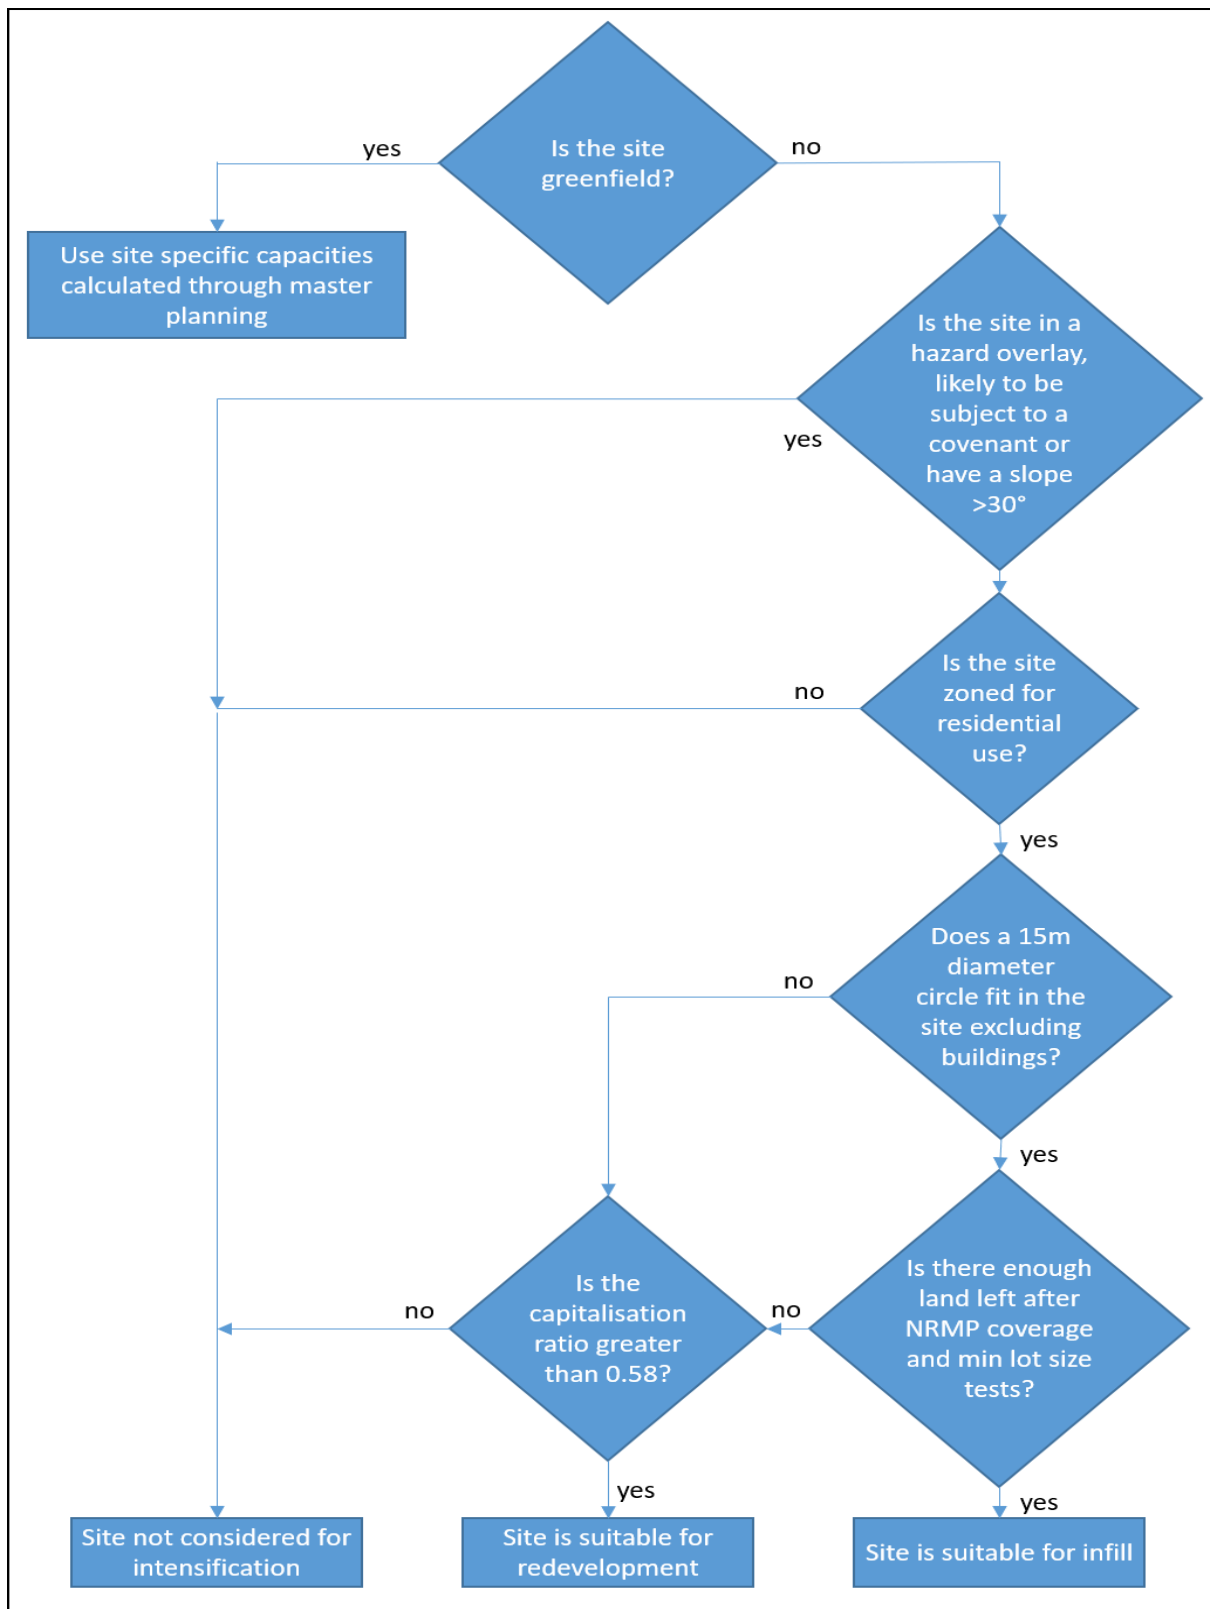 Is the site
greenfield?
yes
no
Use site specific capacities
calculated through master
planning
Is the site in a
hazard overlay,
likely to be
subject to a
covenant or
have a slope
>30°
yes
Is the site
zoned for
residential
use?
no
yes
Does a 15m
diameter
circle fit in the
site excluding
buildings?
no
yes
Is there enough
land left after
NRMP coverage
and min lot size
tests?
no
yes
Is the
capitalisation
ratio greater
than 0.58?
no
yes
Site not considered for
intensification
Site is suitable for
redevelopment
Site is suitable for infill